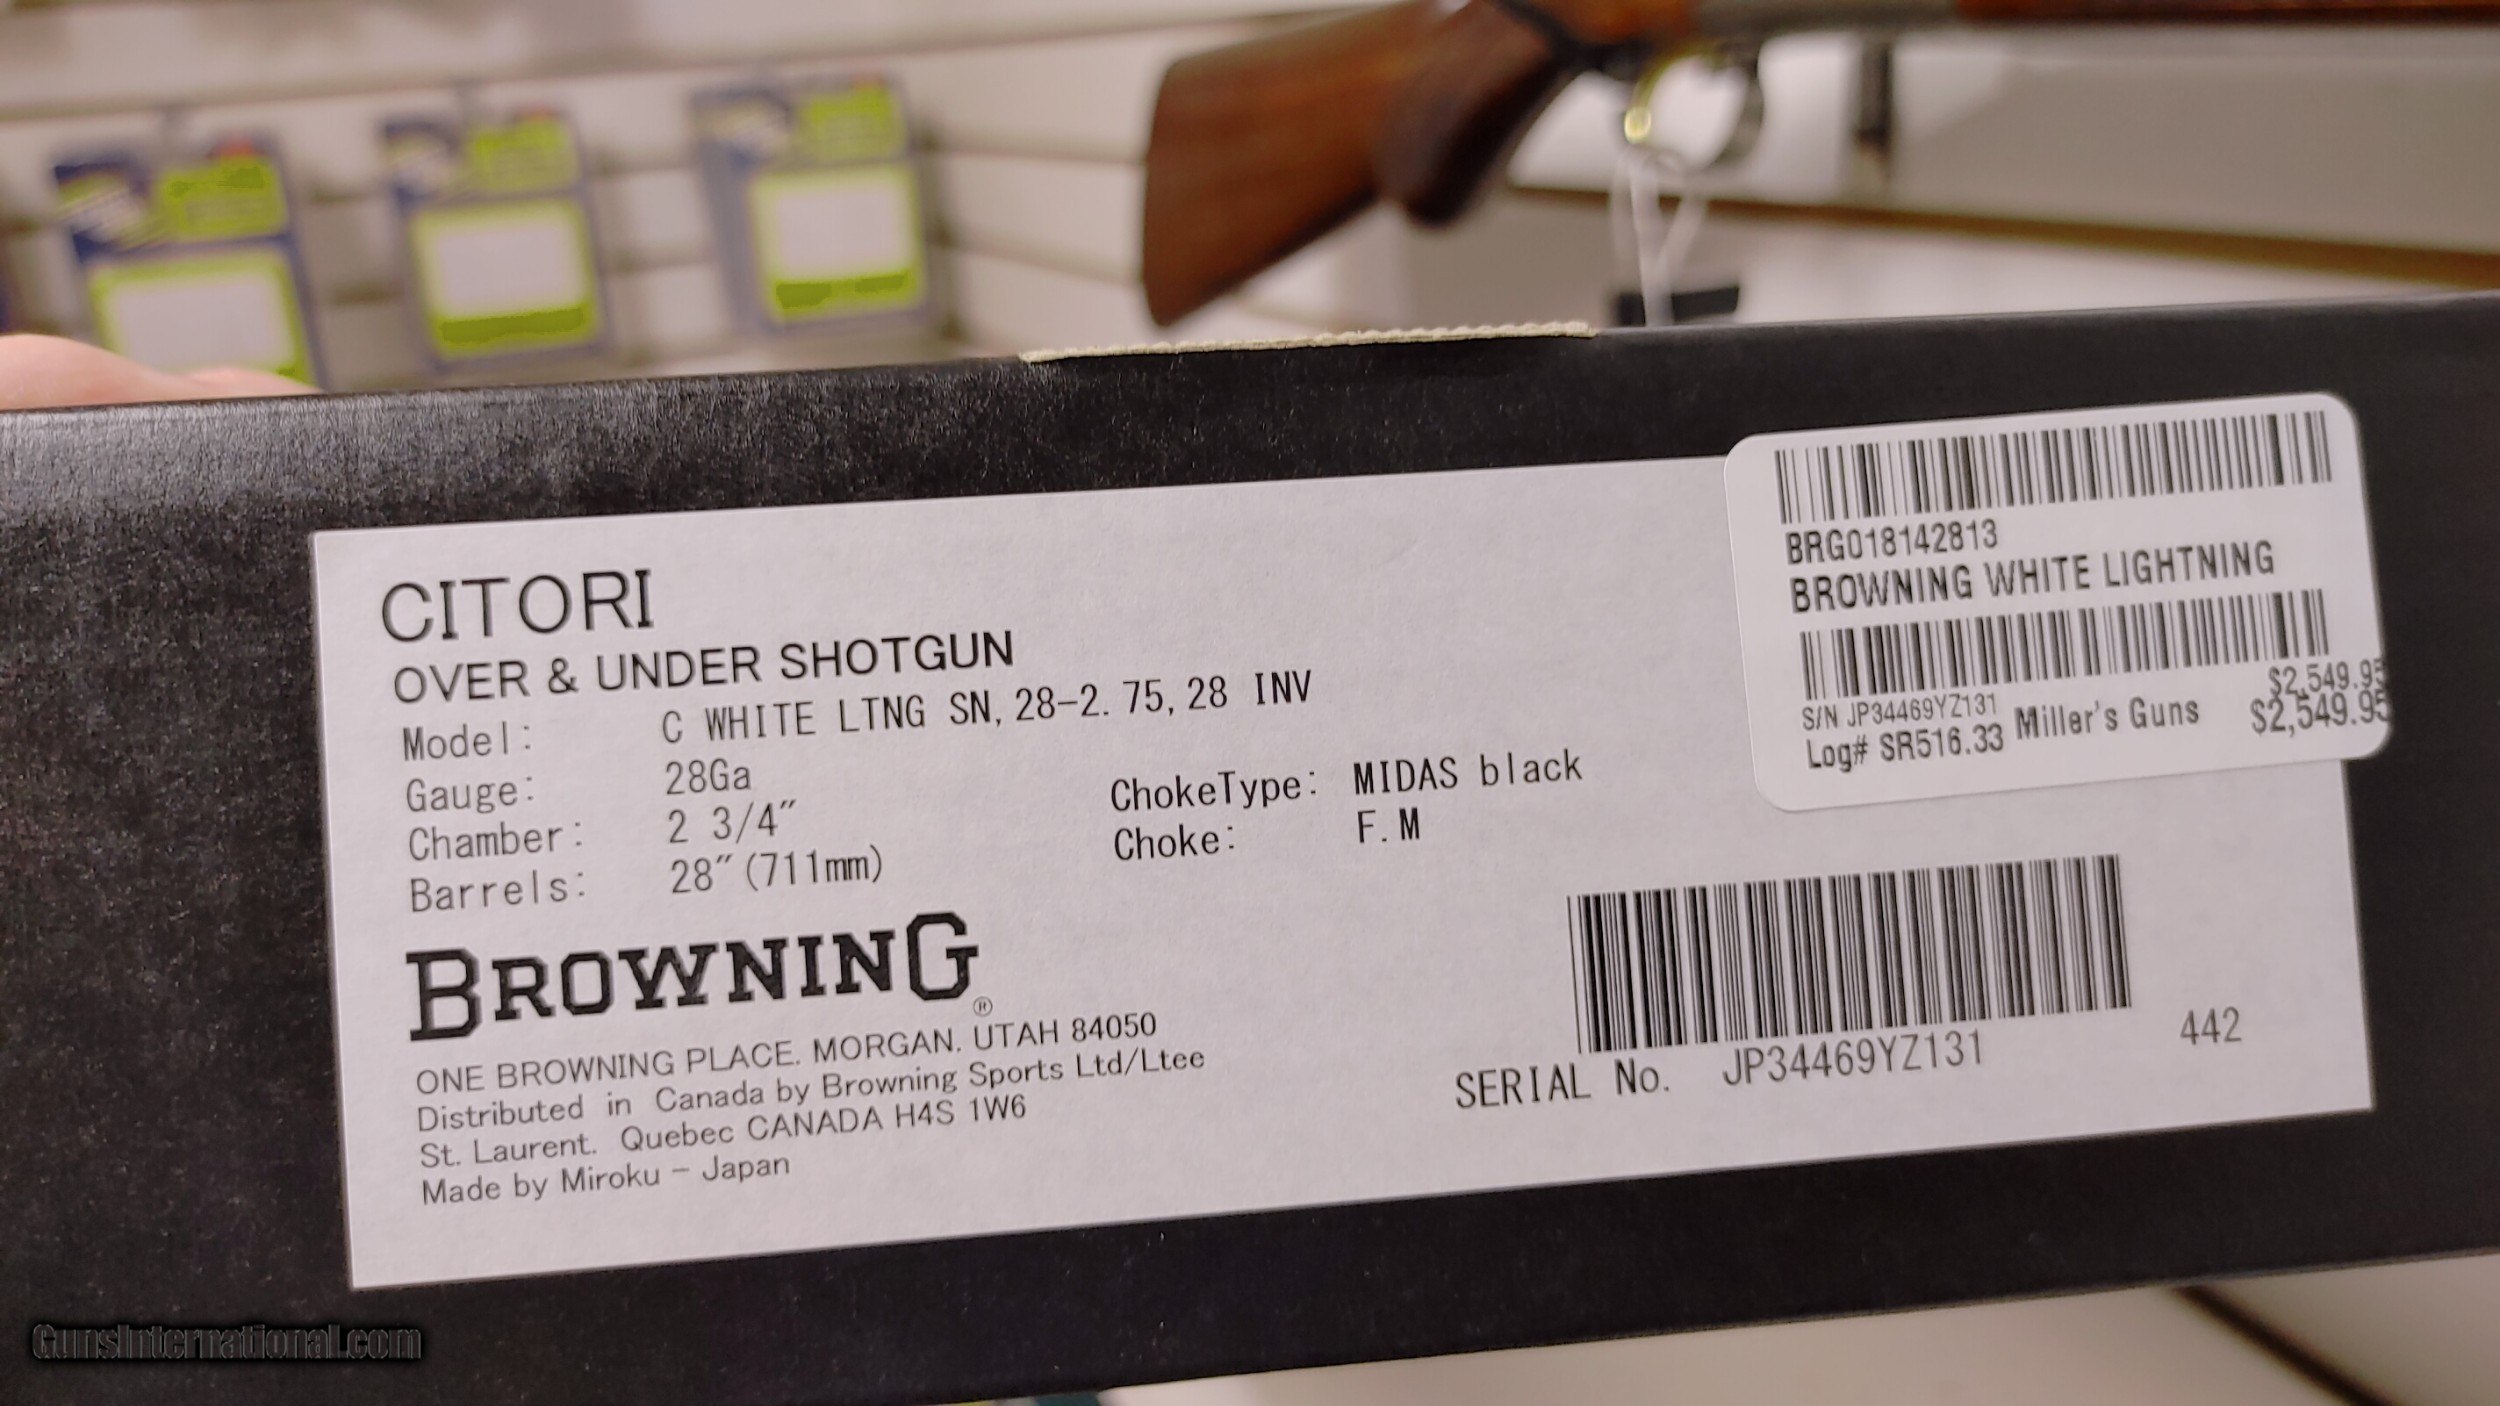 BRG018142813
BROWNING WHITE LIGHTNING
$2,549.95
S/N JP34469YZ131
Log# SR516.33 Miller's Guns $2,549.95
CITORI
OVER & UNDER SHOTGUN
Model: C WHITE LTNG SN, 28-2.75, 28 INV
Gauge: 28Ga ChokeType: MIDAS black
Chamber: 2 3/4" Choke: F. M
Barrels: 28" (711mm)
BROWNING®
ONE BROWNING PLACE. MORGAN. UTAH 84050
Distributed in Canada by Browning Sports Ltd/Ltee
St. Laurent. Quebec CANADA H4S 1W6
Made by Miroku - Japan
SERIAL No. JP34469YZ131 442
GunsInternational.com